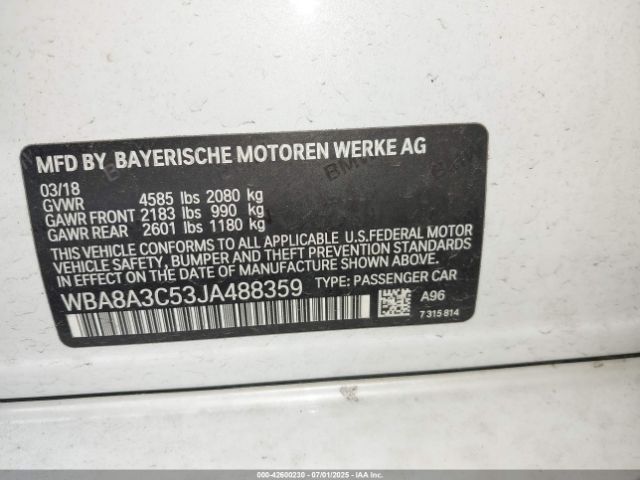 MFD BY BAYERISCHE MOTOREN WERKE AG
03/18
GVWR 4585 lbs 2080 kg
GAWR FRONT 2183 lbs 990 kg
GAWR REAR 2601 lbs 1180 kg
THIS VEHICLE CONFORMS TO ALL APPLICABLE U.S.FEDERAL MOTOR
VEHICLE SAFETY, BUMPER AND THEFT PREVENTION STANDARDS
IN EFFECT ON THE DATE OF MANUFACTURE SHOWN ABOVE.
WBA8A3C53JA488359 TYPE: PASSENGER CAR
A96
7 315 814
000-42600230 - 07/01/2025 - IAA Inc.